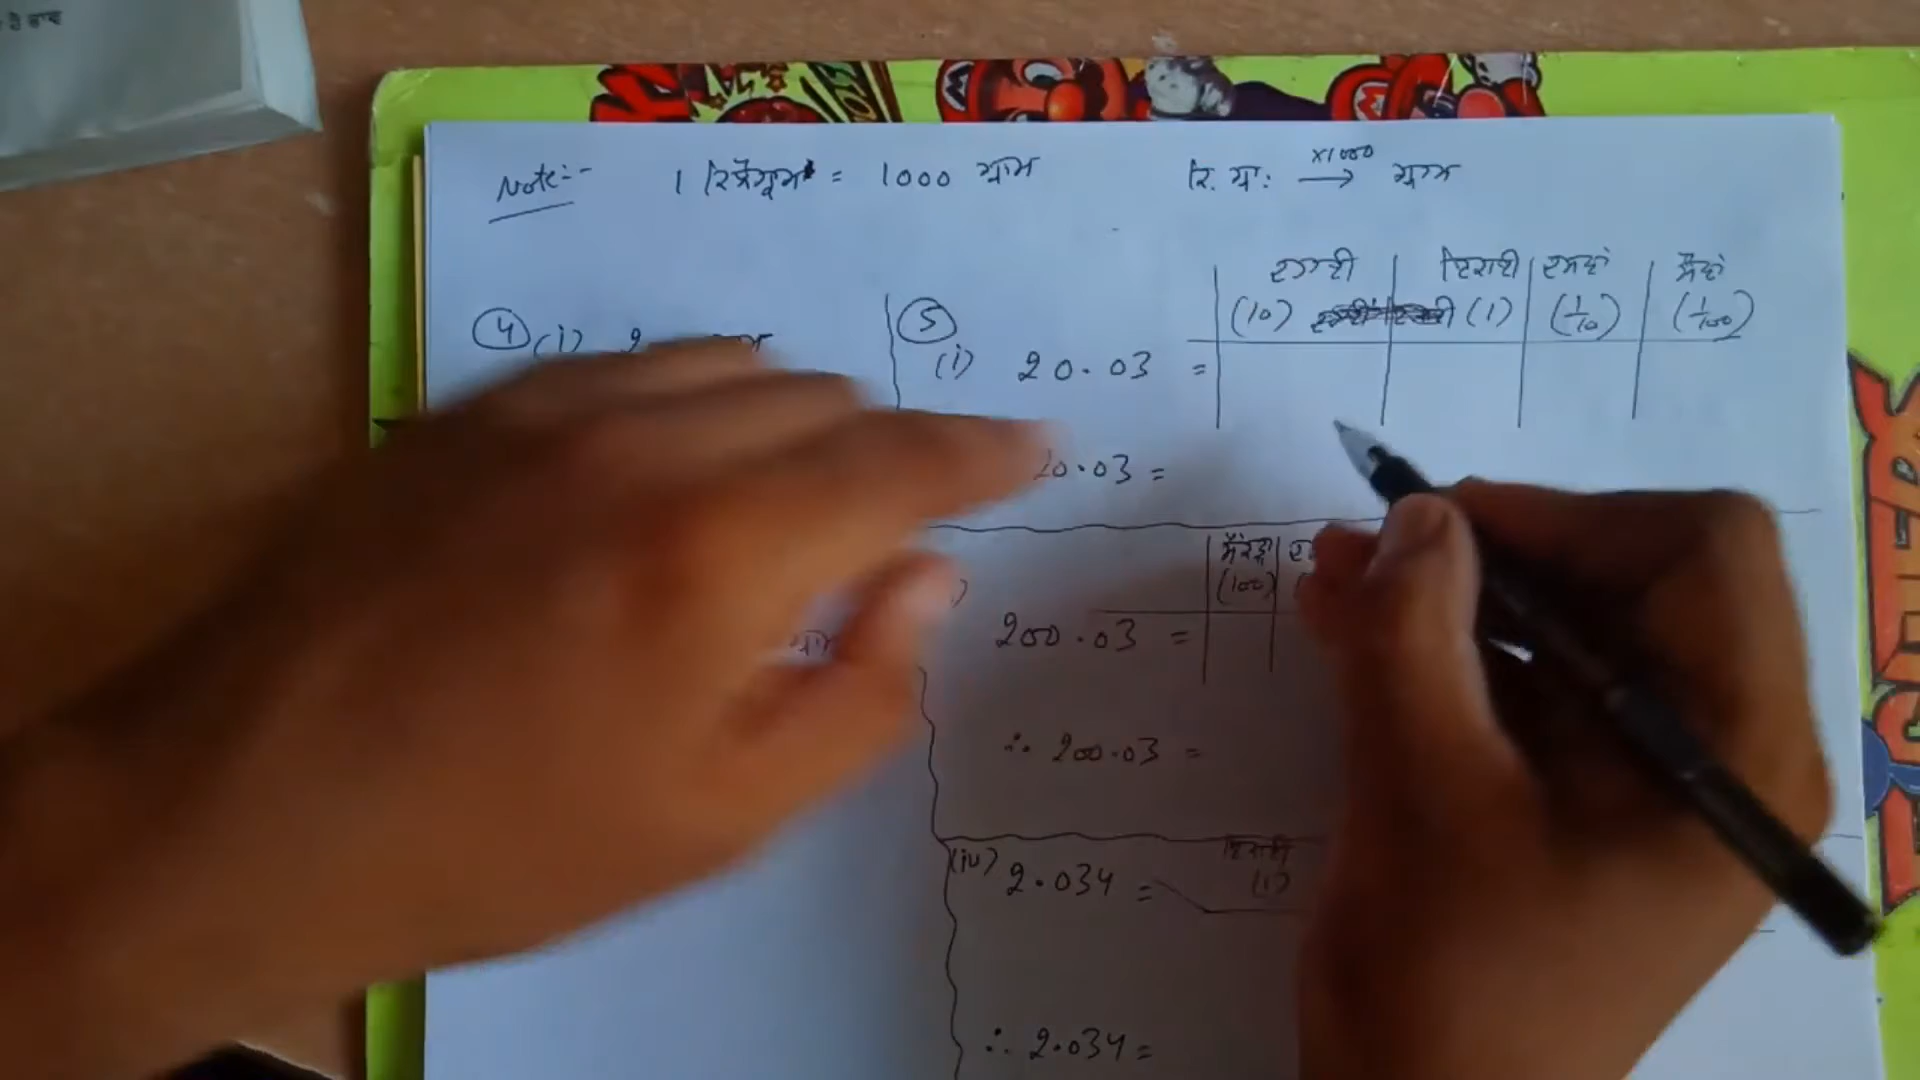 Note:- 1 ਕਿਲੋਗ੍ਰਾਮ = 1000 ਗ੍ਰਾਮ ਕਿ. ਗ੍ਰਾ: ×1000 → ਗ੍ਰਾਮ
ਦਹਾਈ ਇਕਾਈ ਦਸਵਾਂ ਸੌਵਾਂ
(10) (1) (1/10) (1/100)
(4) (i) 2
(5)
(i) 20.03 =
20.03 =
ਸੈਂਕੜਾ
(100)
200.03 =
∴ 200.03 =
(iv) 2.034 = ਇਕਾਈ
(1)
∴ 2.034 =